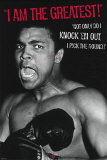 "I AM THE GREATEST!
NOT ONLY DO I
KNOCK 'EM OUT
I PICK THE ROUND!"